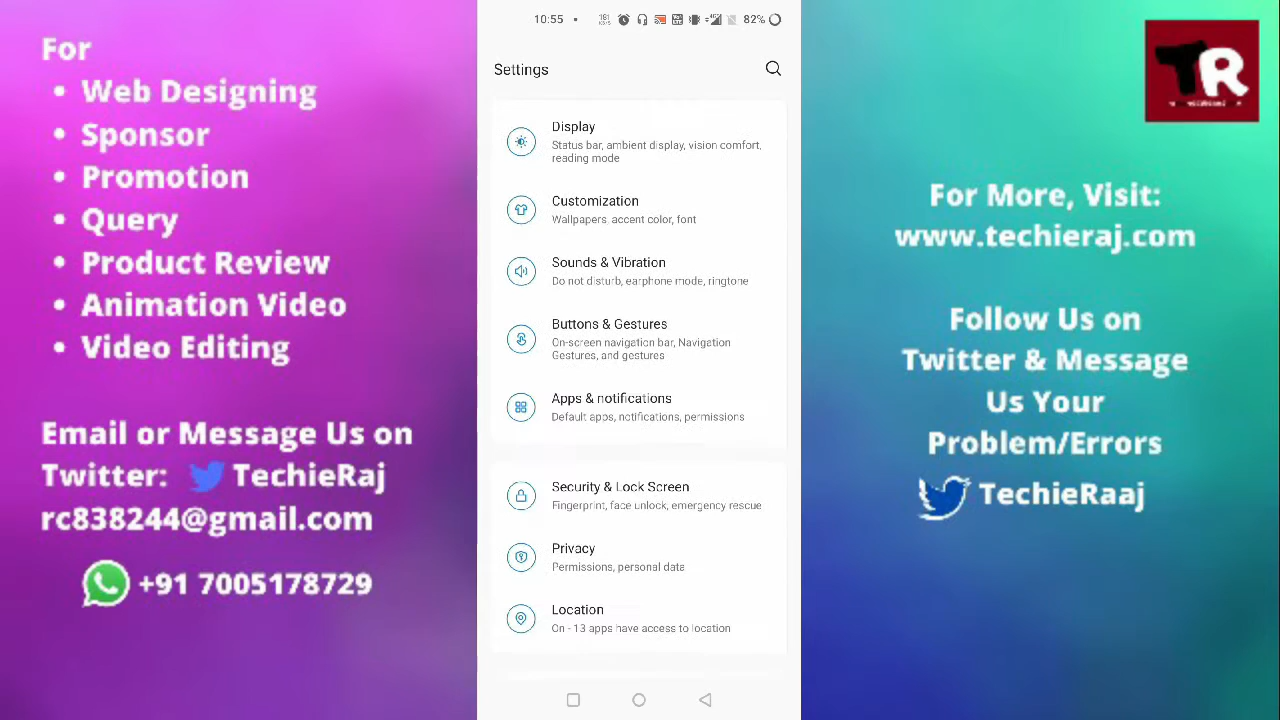 For
• Web Designing
• Sponsor
• Promotion
• Query
• Product Review
• Animation Video
• Video Editing
Email or Message Us on
Twitter: TechieRaj
rc838244@gmail.com
+91 7005178729
10:55
82%
Settings
Display
Status bar, ambient display, vision comfort,
reading mode
Customization
Wallpapers, accent color, font
Sounds & Vibration
Do not disturb, earphone mode, ringtone
Buttons & Gestures
On-screen navigation bar, Navigation
Gestures, and gestures
Apps & notifications
Default apps, notifications, permissions
Security & Lock Screen
Fingerprint, face unlock, emergency rescue
Privacy
Permissions, personal data
Location
On - 13 apps have access to location
TR
For More, Visit:
www.techieraj.com
Follow Us on
Twitter & Message
Us Your
Problem/Errors
TechieRaaj